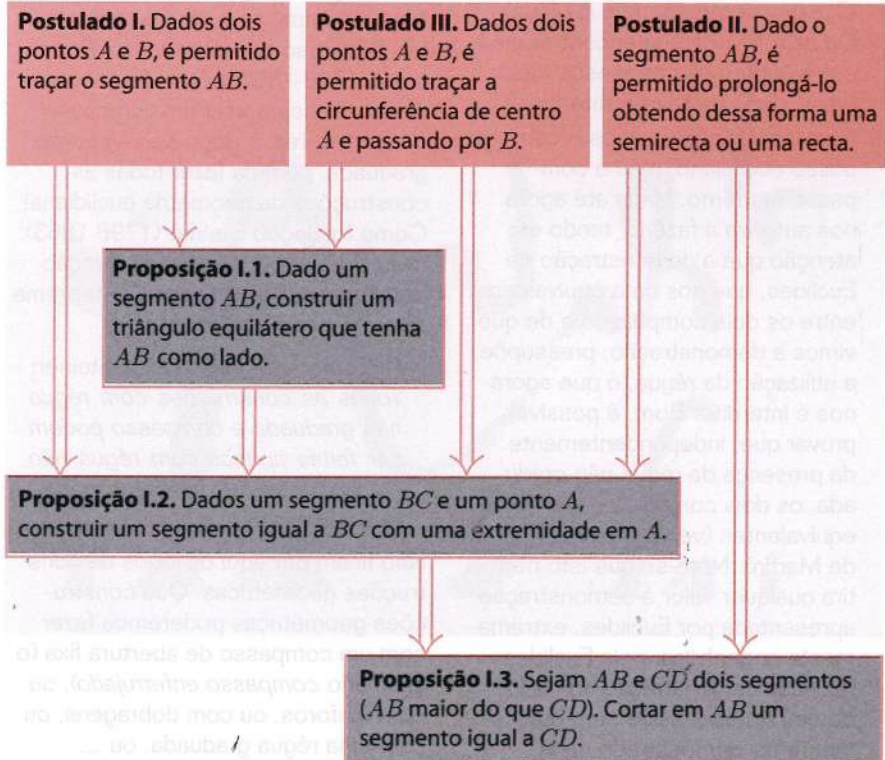 Postulado I. Dados dois
pontos A e B, é permitido
traçar o segmento AB.
Postulado III. Dados dois
pontos A e B, é
permitido traçar a
circunferência de centro
A e passando por B.
Postulado II. Dado o
segmento AB, é
permitido prolongá-lo
obtendo dessa forma uma
semirecta ou uma recta.
Proposição I.1. Dado um
segmento AB, construir um
triângulo equilátero que tenha
AB como lado.
Proposição I.2. Dados um segmento BC e um ponto A,
construir um segmento igual a BC com uma extremidade em A.
Proposição I.3. Sejam AB e CD dois segmentos
(AB maior do que CD). Cortar em AB um
segmento igual a CD.